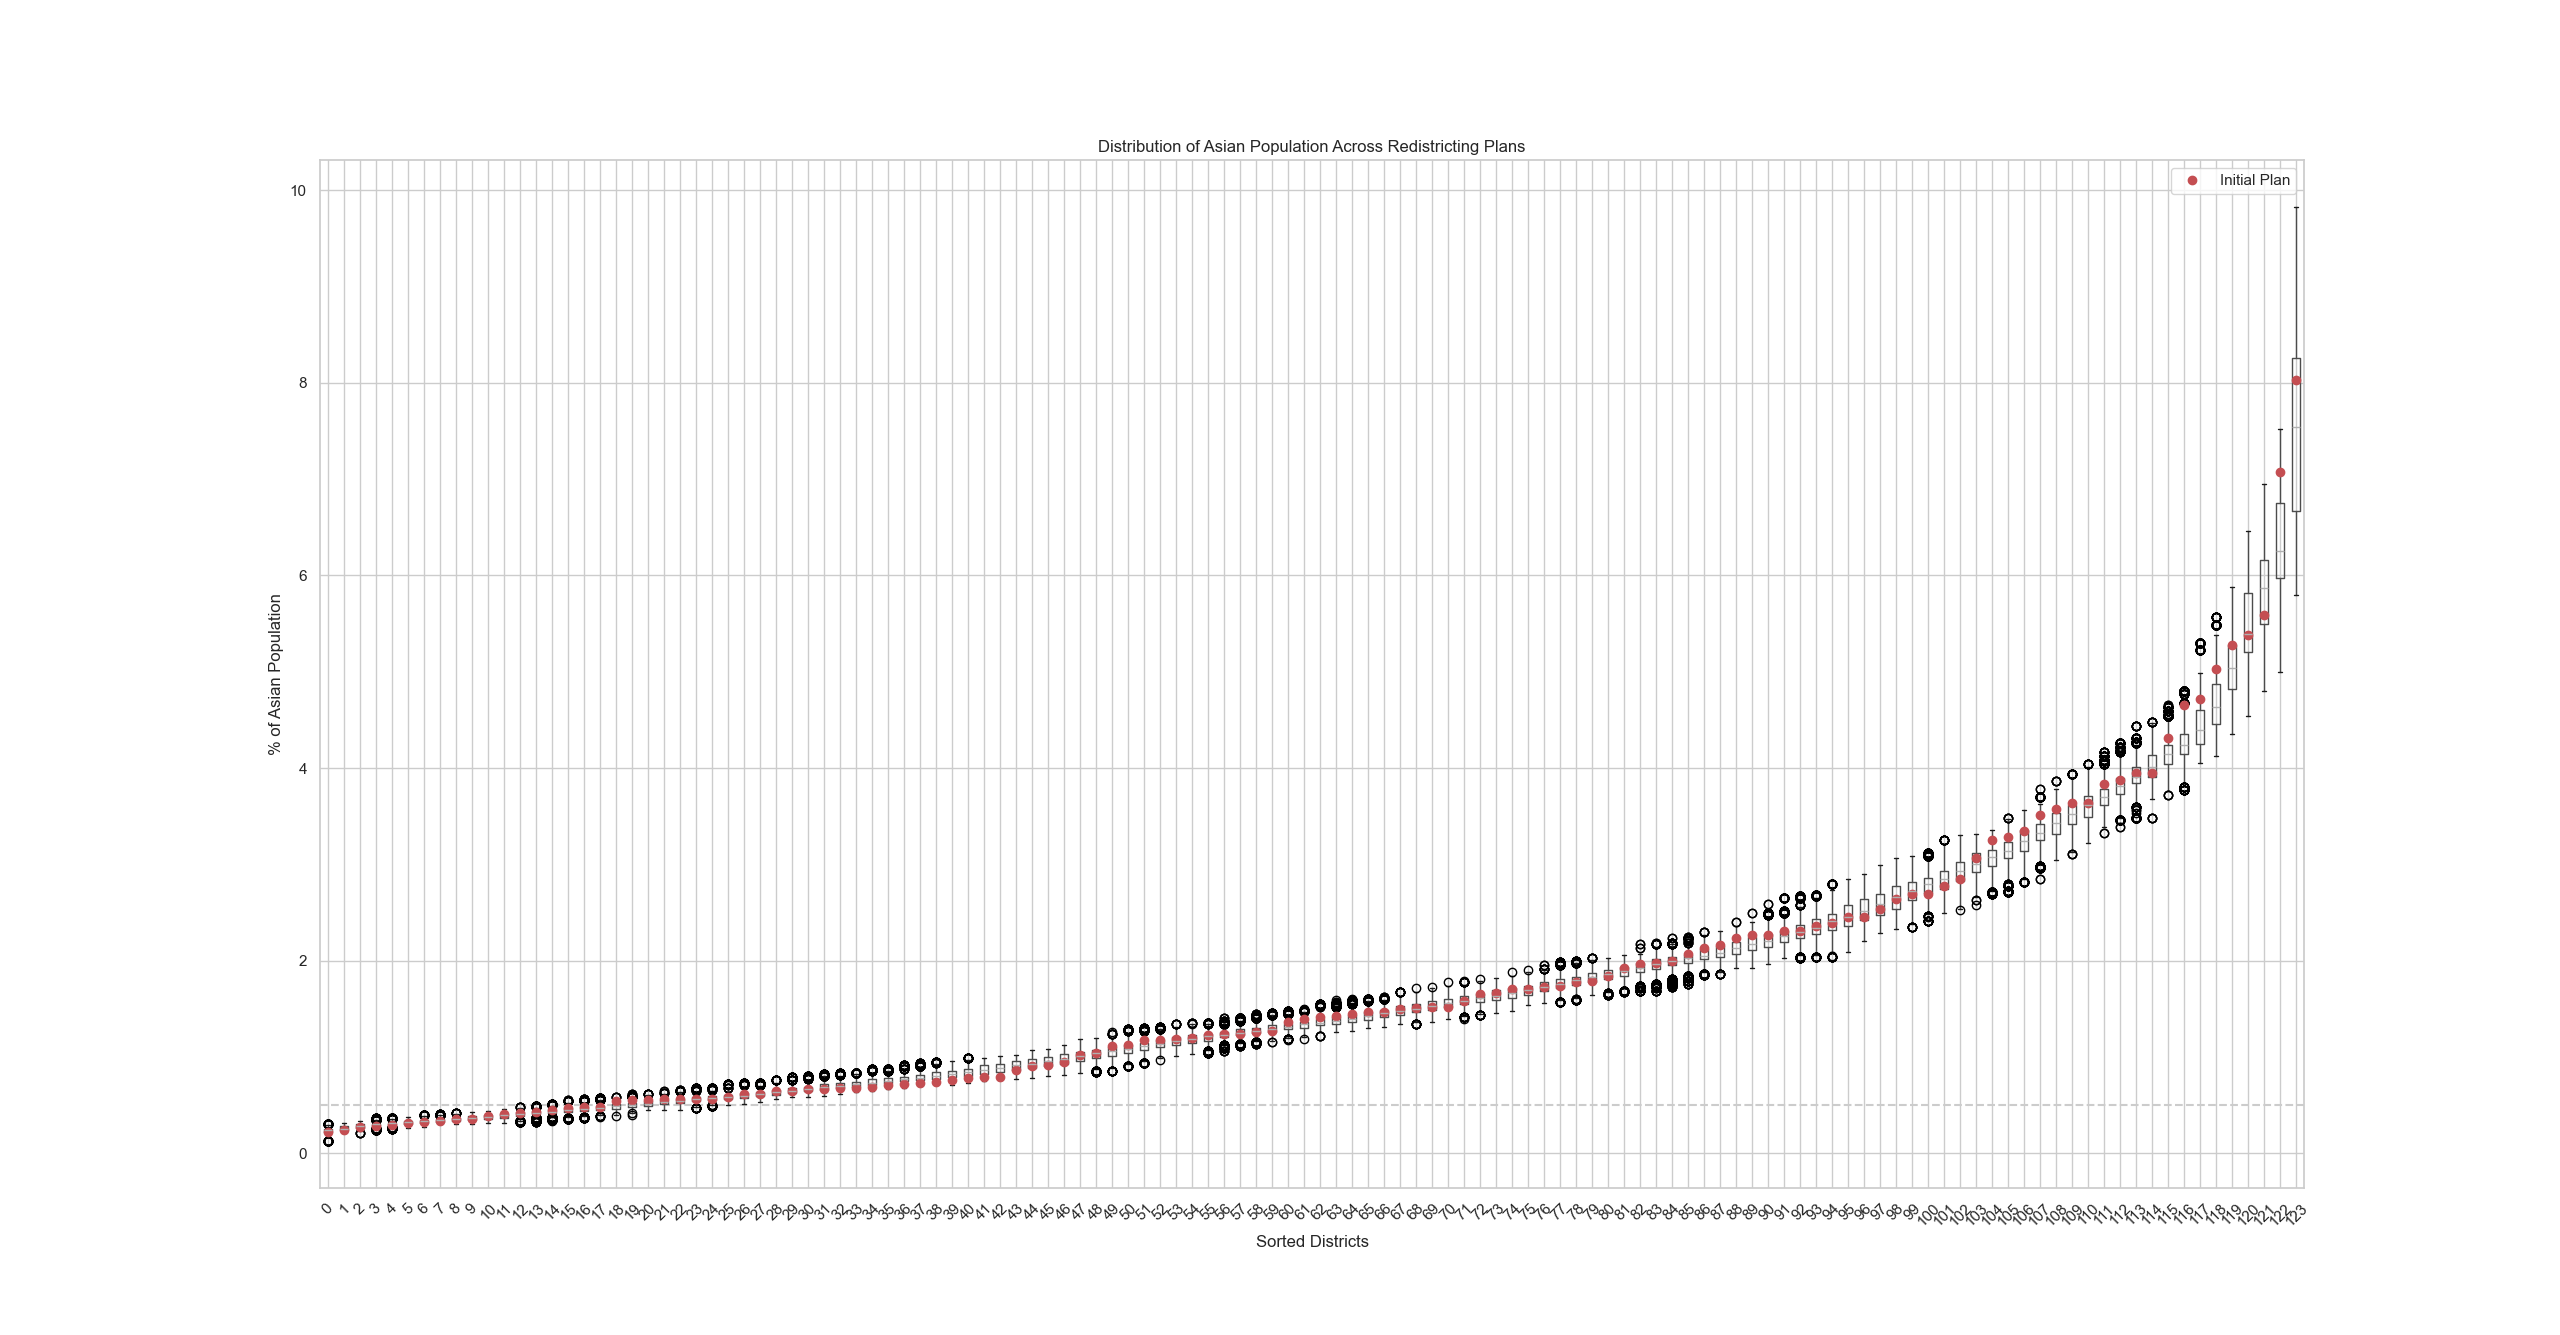 Distribution of Asian Population Across Redistricting Plans
Initial Plan
10
8
6
4
2
0
% of Asian Population
0 1 2 3 4 5 6 7 8 9 10 11 12 13 14 15 16 17 18 19 20 21 22 23 24 25 26 27 28 29 30 31 32 33 34 35 36 37 38 39 40 41 42 43 44 45 46 47 48 49 50 51 52 53 54 55 56 57 58 59 60 61 62 63 64 65 66 67 68 69 70 71 72 73 74 75 76 77 78 79 80 81 82 83 84 85 86 87 88 89 90 91 92 93 94 95 96 97 98 99 100 101 102 103 104 105 106 107 108 109 110 111 112 113 114 115 116 117 118 119 120 121 122 123
Sorted Districts